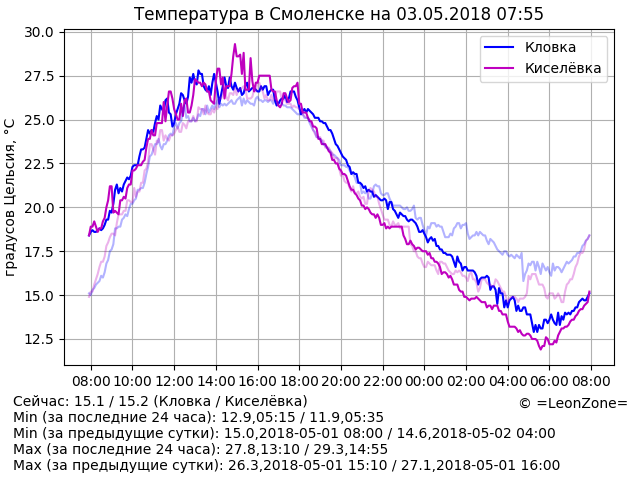 Температура в Смоленске на 03.05.2018 07:55
30.0
27.5
25.0
22.5
20.0
17.5
15.0
12.5
градусов Цельсия, °C
Кловка
Киселёвка
08:00 10:00 12:00 14:00 16:00 18:00 20:00 22:00 00:00 02:00 04:00 06:00 08:00
Сейчас: 15.1 / 15.2 (Кловка / Киселёвка)
© =LeonZone=
Min (за последние 24 часа): 12.9,05:15 / 11.9,05:35
Min (за предыдущие сутки): 15.0,2018-05-01 08:00 / 14.6,2018-05-02 04:00
Max (за последние 24 часа): 27.8,13:10 / 29.3,14:55
Max (за предыдущие сутки): 26.3,2018-05-01 15:10 / 27.1,2018-05-01 16:00